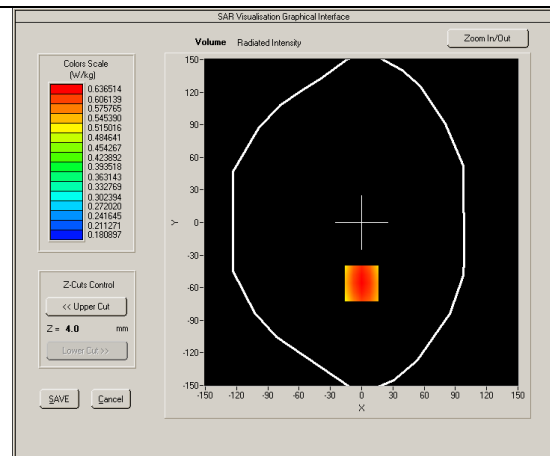 SAR Visualisation Graphical Interface
Volume Radiated Intensity
Zoom In/Out
Colors Scale
(W/kg)
0.636514
0.606139
0.575765
0.545390
0.515016
0.484641
0.454267
0.423892
0.393518
0.363143
0.332769
0.302394
0.272020
0.241645
0.211271
0.180897
Z-Cuts Control
<< Upper Cut
Z = 4.0 mm
Lower Cut >>
SAVE Cancel
150
120
90
60
30
0
-30
-60
-90
-120
-150
Y
-150 -120 -90 -60 -30 0 30 60 90 120 150
X